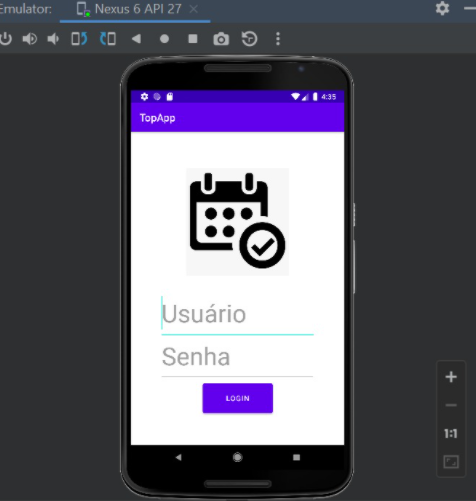 Emulator: Nexus 6 API 27
4:35
TopApp
Usuário
Senha
LOGIN
1:1